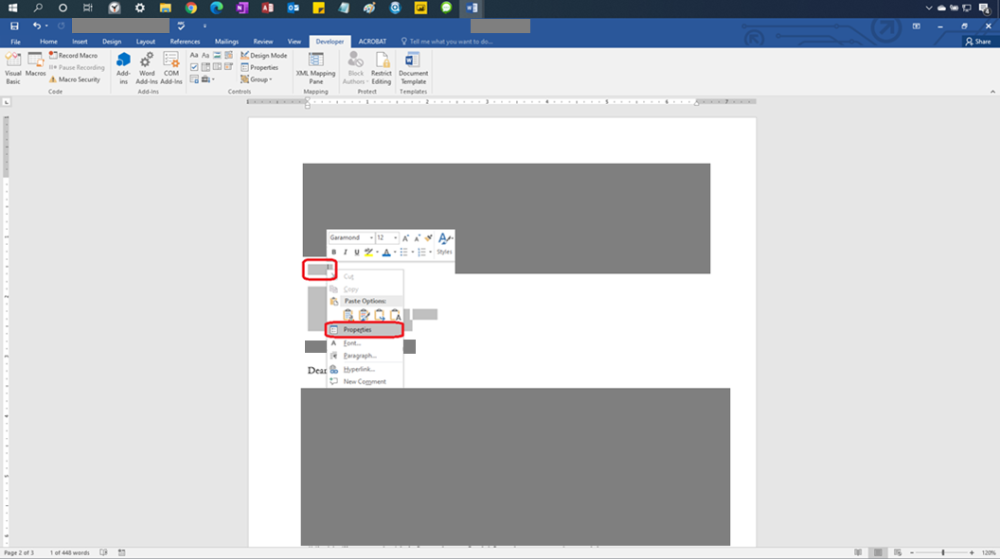 File Home Insert Design Layout References Mailings Review View Developer ACROBAT Tell me what you want to do... Share
Aa Aa
Visual Basic
Macros
Record Macro
Pause Recording
Macro Security
Code
Add-ins
Word Add-Ins
COM Add-Ins
Add-Ins
Design Mode
Properties
Group
Controls
XML Mapping Pane
Mapping
Block Authors
Restrict Editing
Protect
Document Template
Templates
Garamond 12
B I U
Styles
Cut
Copy
Paste Options:
Properties
Font...
Paragraph...
Hyperlink...
New Comment
Dear
Page 2 of 3 1 of 448 words 120%